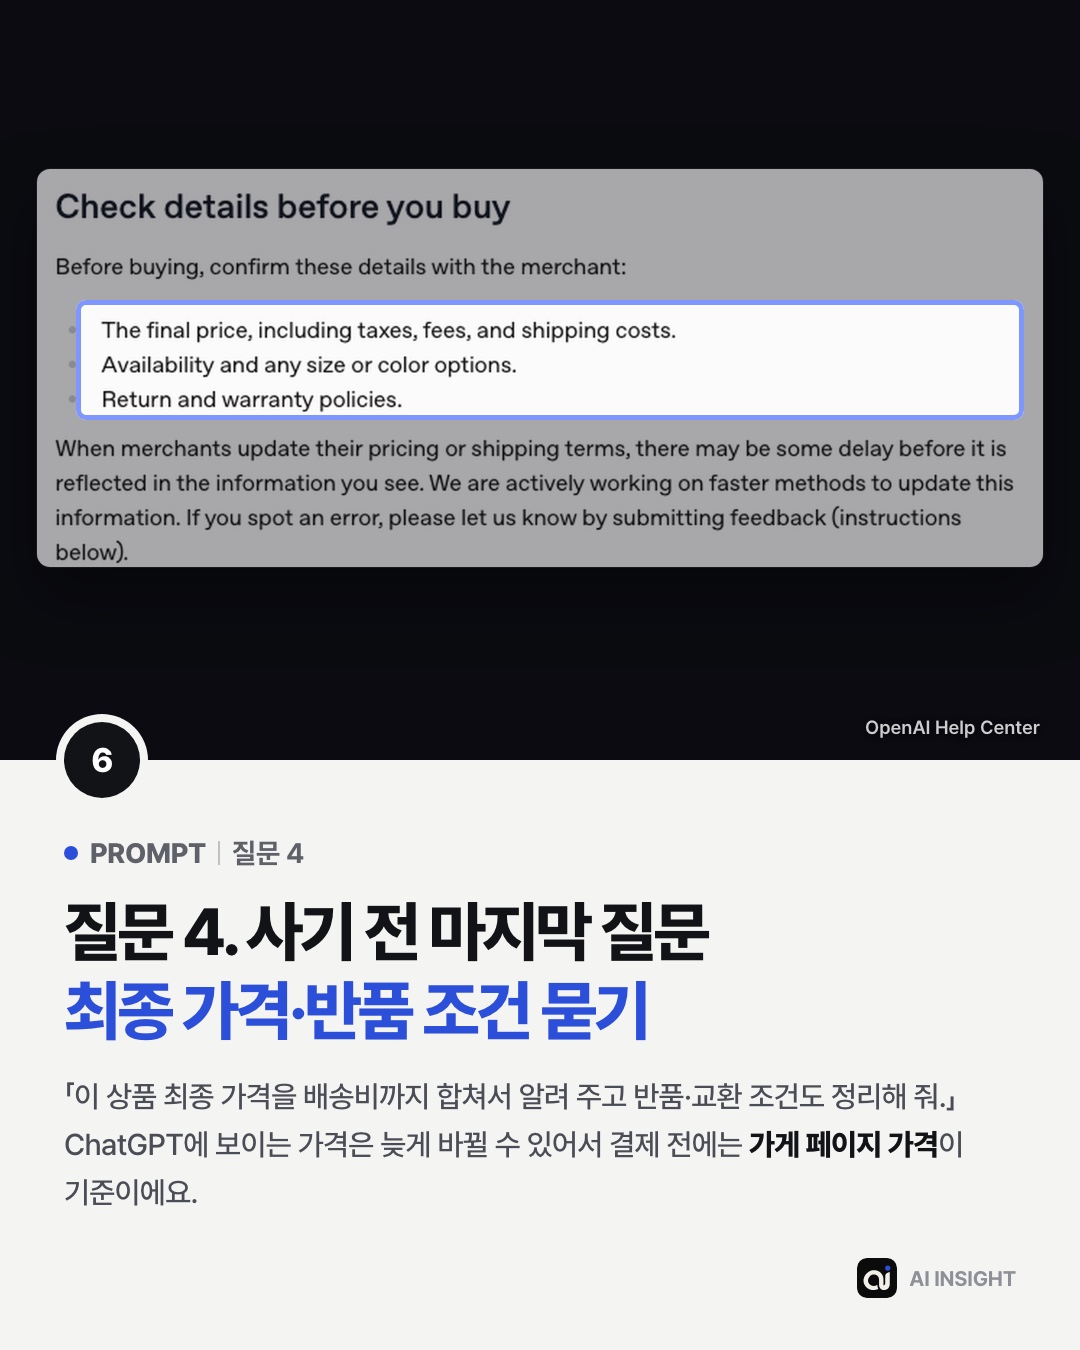 Check details before you buy
Before buying, confirm these details with the merchant:
The final price, including taxes, fees, and shipping costs.
Availability and any size or color options.
Return and warranty policies.
When merchants update their pricing or shipping terms, there may be some delay before it is
reflected in the information you see. We are actively working on faster methods to update this
information. If you spot an error, please let us know by submitting feedback (instructions
below).
OpenAI Help Center
6
PROMPT | 질문 4
질문 4. 사기 전 마지막 질문
최종 가격·반품 조건 묻기
「이 상품 최종 가격을 배송비까지 합쳐서 알려 주고 반품·교환 조건도 정리해 줘.」
ChatGPT에 보이는 가격은 늦게 바뀔 수 있어서 결제 전에는 가게 페이지 가격이
기준이에요.
ai AI INSIGHT